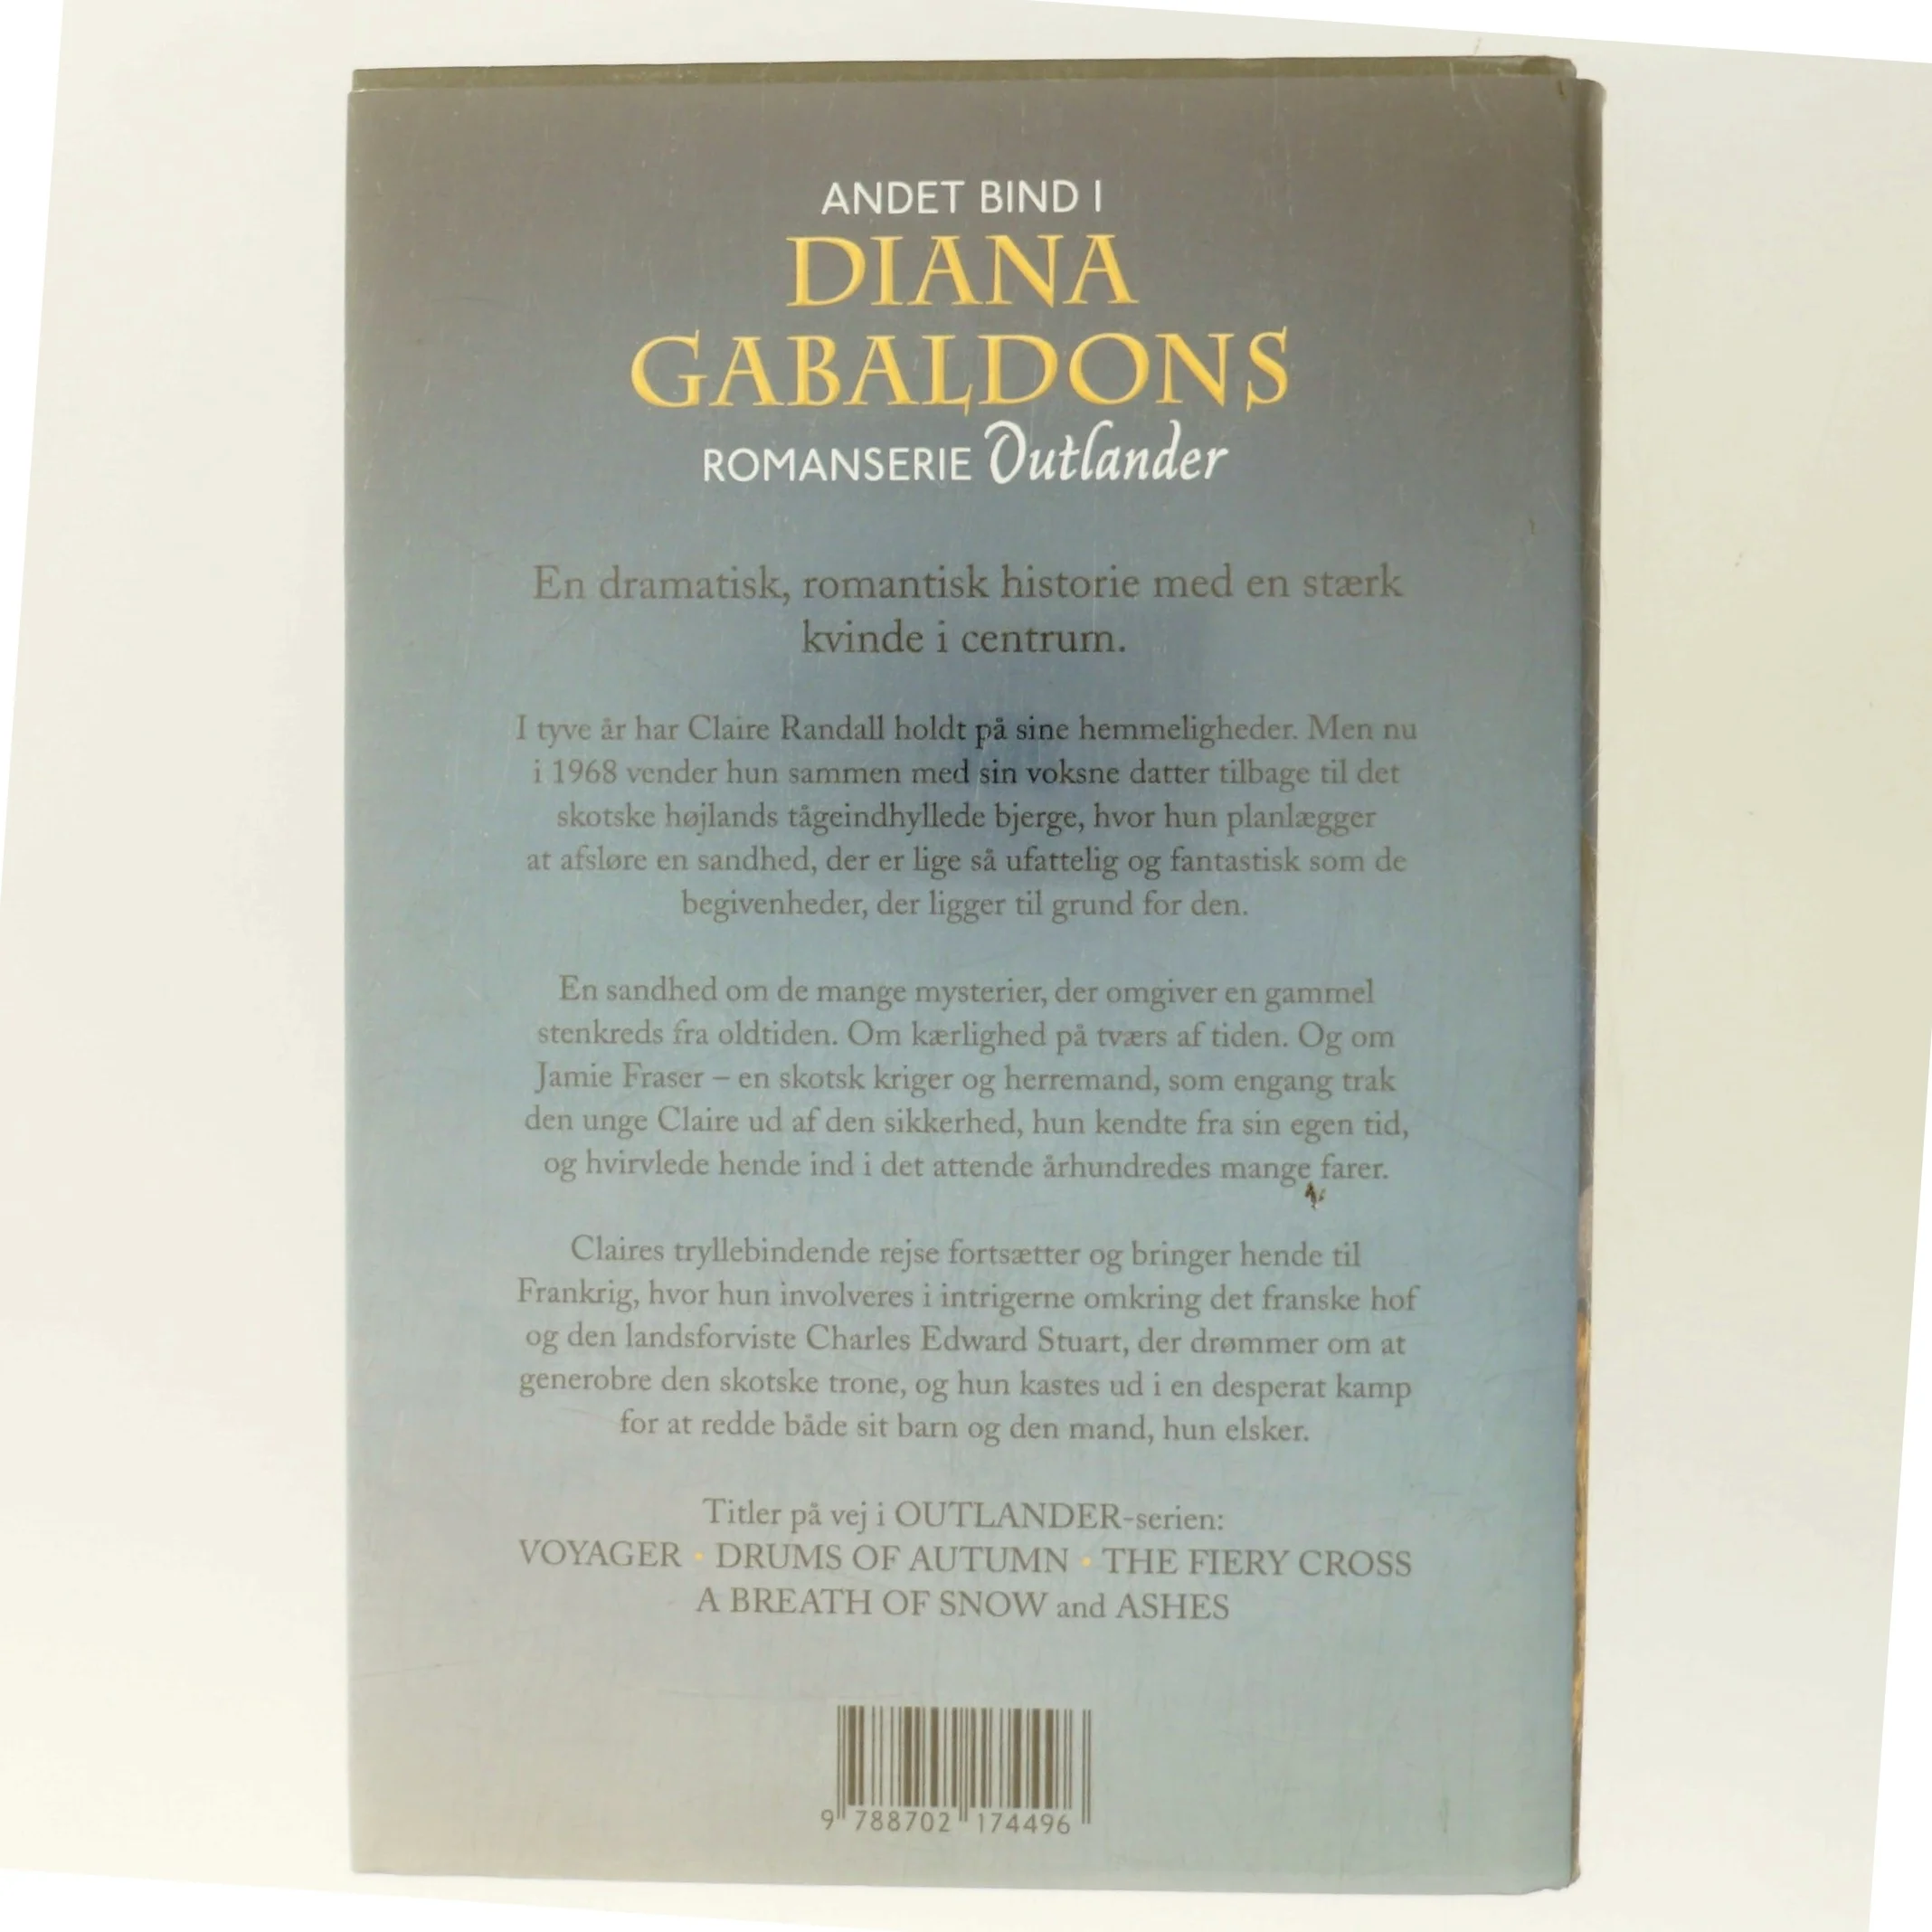 ANDET BIND I
DIANA
GABALDONS
ROMANSERIE Outlander
En dramatisk, romantisk historie med en stærk
kvinde i centrum.
I tyve år har Claire Randall holdt på sine hemmeligheder. Men nu
i 1968 vender hun sammen med sin voksne datter tilbage til det
skotske højlands tågeindhyllede bjerge, hvor hun planlægger
at afsløre en sandhed, der er lige så ufattelig og fantastisk som de
begivenheder, der ligger til grund for den.
En sandhed om de mange mysterier, der omgiver en gammel
stenkreds fra oldtiden. Om kærlighed på tværs af tiden. Og om
Jamie Fraser – en skotsk kriger og herremand, som engang trak
den unge Claire ud af den sikkerhed, hun kendte fra sin egen tid,
og hvirvlede hende ind i det attende århundredes mange farer.
Claires tryllebindende rejse fortsætter og bringer hende til
Frankrig, hvor hun involveres i intrigerne omkring det franske hof
og den landsforviste Charles Edward Stuart, der drømmer om at
generobre den skotske trone, og hun kastes ud i en desperat kamp
for at redde både sit barn og den mand, hun elsker.
Titler på vej i OUTLANDER-serien:
VOYAGER • DRUMS OF AUTUMN • THE FIERY CROSS
A BREATH OF SNOW and ASHES
9 788702 174496